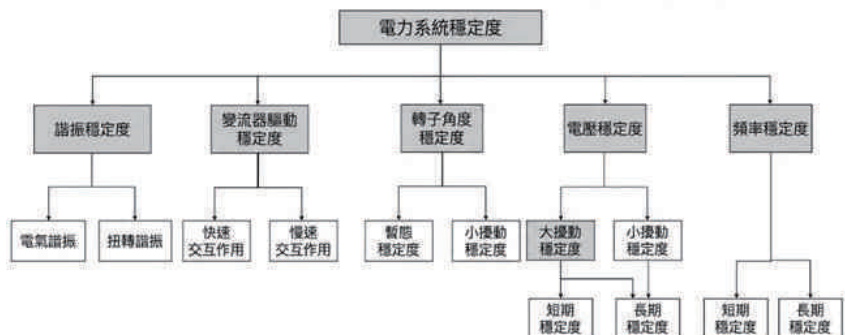 電力系統穩定度
諧振穩定度
變流器驅動
穩定度
轉子角度
穩定度
電壓穩定度
頻率穩定度
電氣諧振
扭轉諧振
快速
交互作用
慢速
交互作用
暫態
穩定度
小擾動
穩定度
大擾動
穩定度
小擾動
穩定度
短期
穩定度
長期
穩定度
短期
穩定度
長期
穩定度